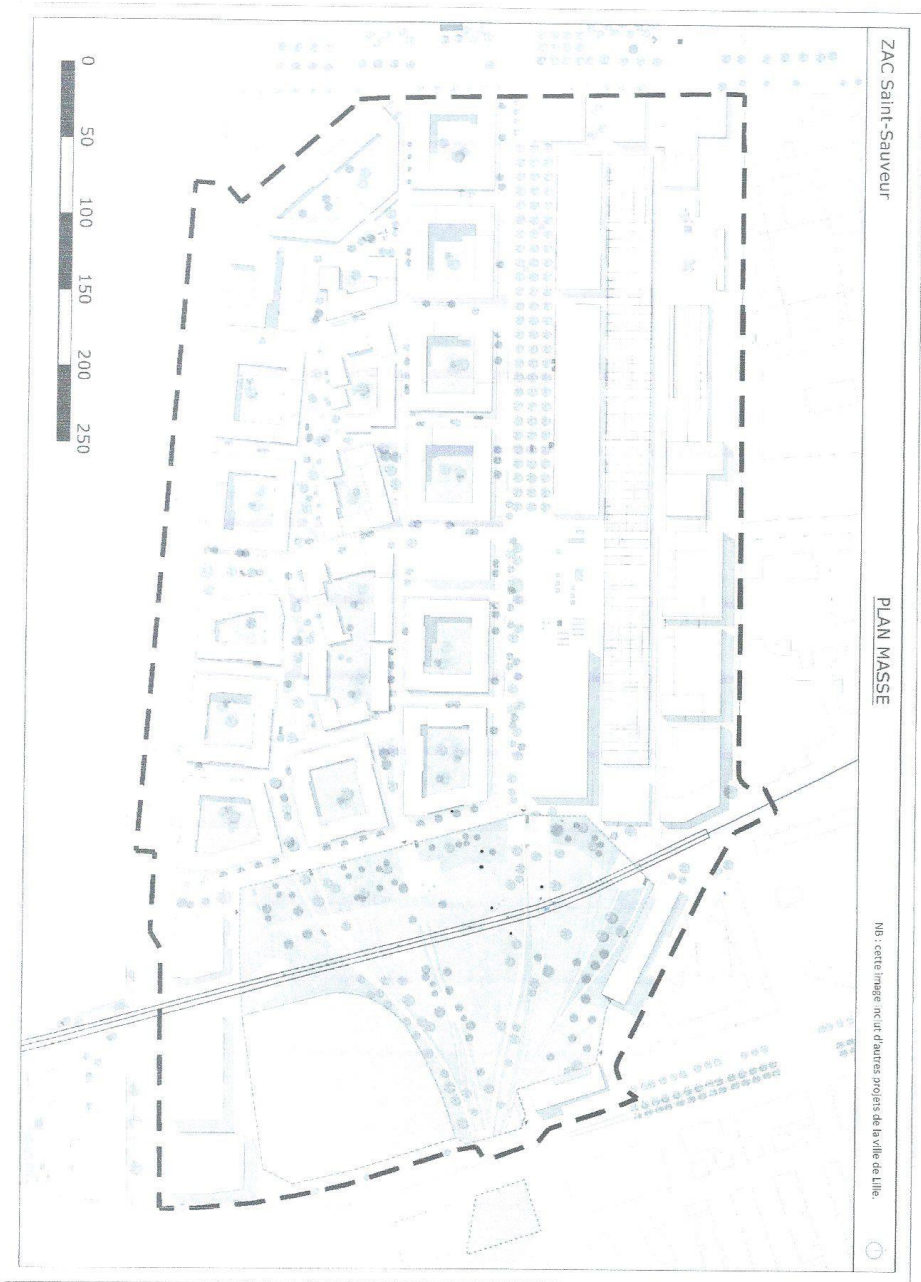 ZAC Saint-Sauveur
PLAN MASSE
NB : cette image inclut d'autres projets de la ville de Lille.
0 50 100 150 200 250